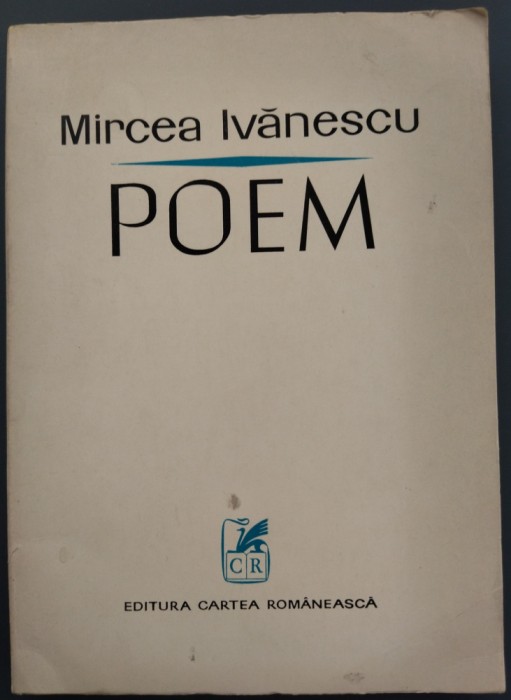 Mircea Ivănescu
POEM
CR
EDITURA CARTEA ROMÂNEASCĂ